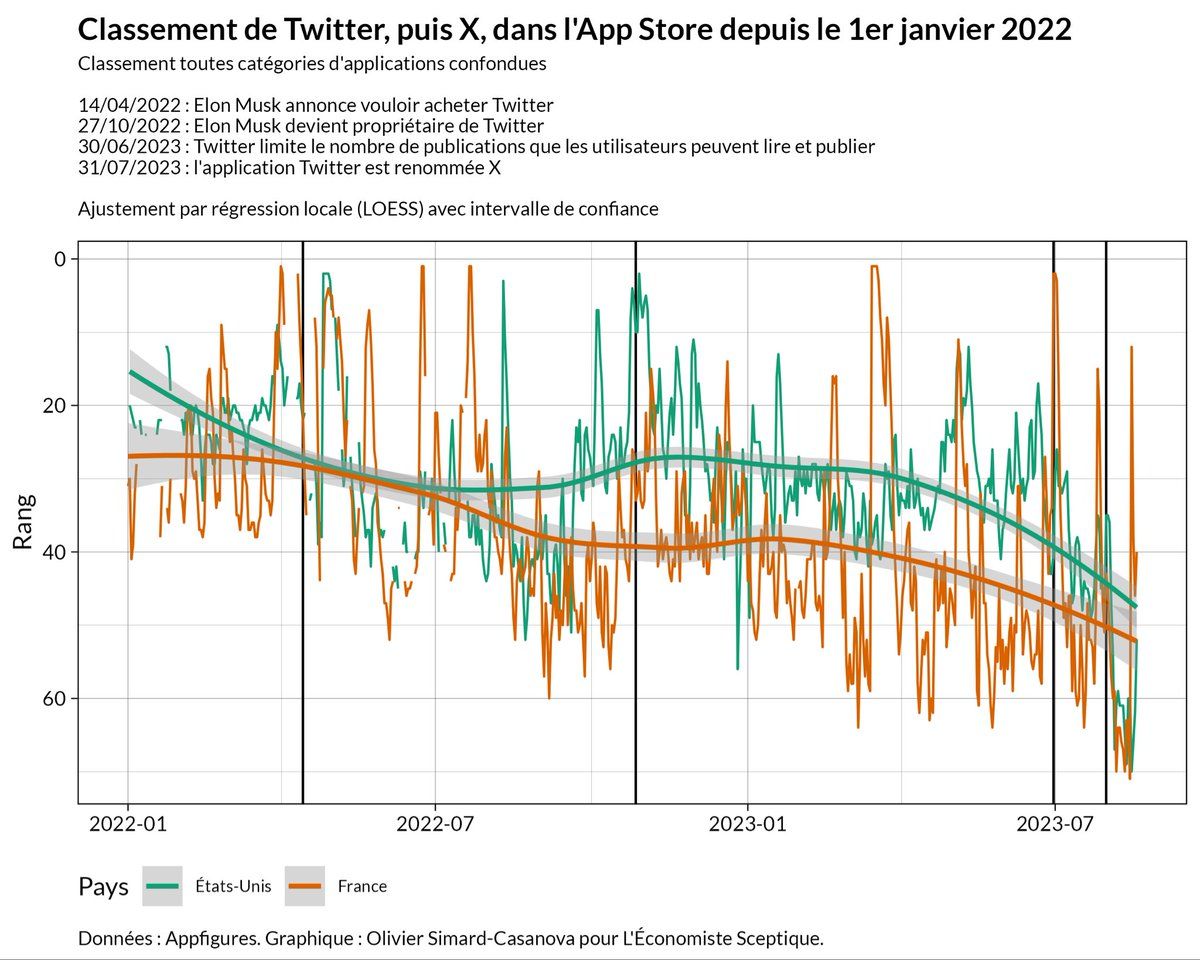 Classement de Twitter, puis X, dans l'App Store depuis le 1er janvier 2022
Classement toutes catégories d'applications confondues
14/04/2022 : Elon Musk annonce vouloir acheter Twitter
27/10/2022 : Elon Musk devient propriétaire de Twitter
30/06/2023 : Twitter limite le nombre de publications que les utilisateurs peuvent lire et publier
31/07/2023 : l'application Twitter est renommée X
Ajustement par régression locale (LOESS) avec intervalle de confiance
0
20
40
60
Rang
2022-01
2022-07
2023-01
2023-07
Pays
États-Unis
France
Données : Appfigures. Graphique : Olivier Simard-Casanova pour L'Économiste Sceptique.